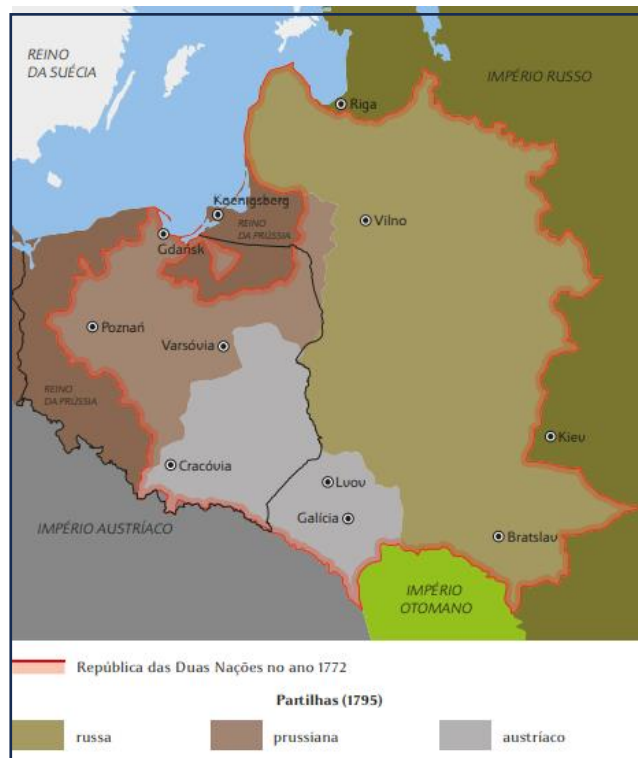 REINO
DA SUÉCIA
IMPÉRIO RUSSO
Riga
Koenigsberg
REINO
DA PRÚSSIA
Vilno
Gdańsk
Poznań
Varsóvia
REINO
DA PRÚSSIA
Kiev
Cracóvia
Lvov
Galícia
IMPÉRIO AUSTRÍACO
Bratslav
IMPÉRIO
OTOMANO
República das Duas Nações no ano 1772
Partilhas (1795)
russa
prussiana
austríaco